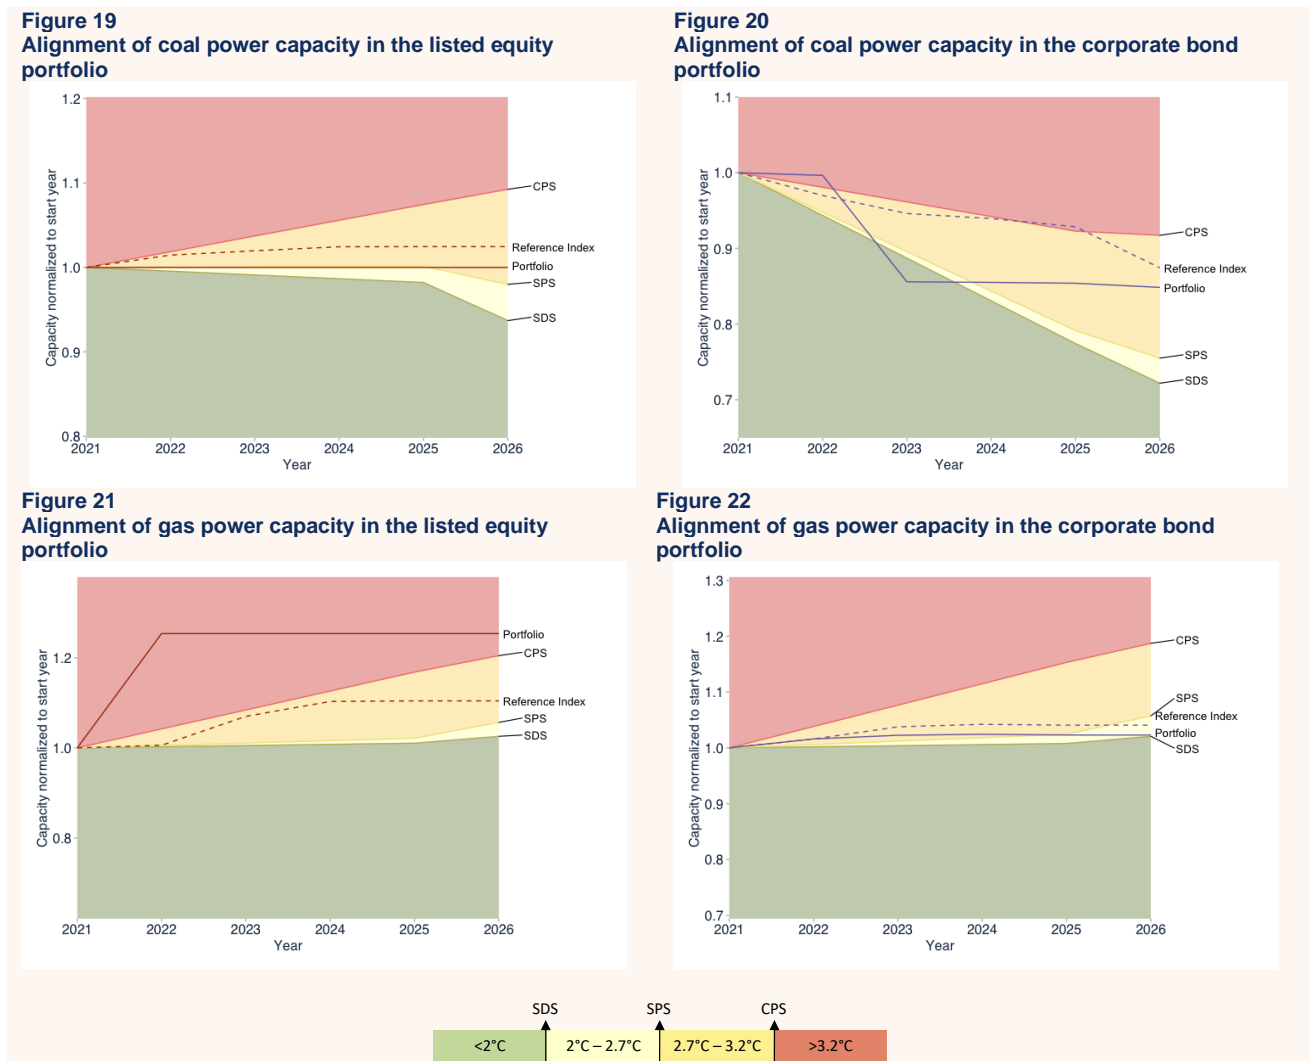 Figure 19
Alignment of coal power capacity in the listed equity
portfolio
1.2
1.1
1.0
0.9
0.8
Capacity normalized to start year
CPS
Reference Index
Portfolio
SPS
SDS
2021 2022 2023 2024 2025 2026
Year
Figure 20
Alignment of coal power capacity in the corporate bond
portfolio
1.1
1.0
0.9
0.8
0.7
Capacity normalized to start year
CPS
Reference Index
Portfolio
SPS
SDS
2021 2022 2023 2024 2025 2026
Year
Figure 21
Alignment of gas power capacity in the listed equity
portfolio
1.2
1.0
0.8
Capacity normalized to start year
Portfolio
CPS
Reference Index
SPS
SDS
2021 2022 2023 2024 2025 2026
Year
Figure 22
Alignment of gas power capacity in the corporate bond
portfolio
1.3
1.2
1.1
1.0
0.9
0.8
0.7
Capacity normalized to start year
CPS
SPS
Reference Index
Portfolio
SDS
2021 2022 2023 2024 2025 2026
Year
SDS SPS CPS
<2°C 2°C – 2.7°C 2.7°C – 3.2°C >3.2°C